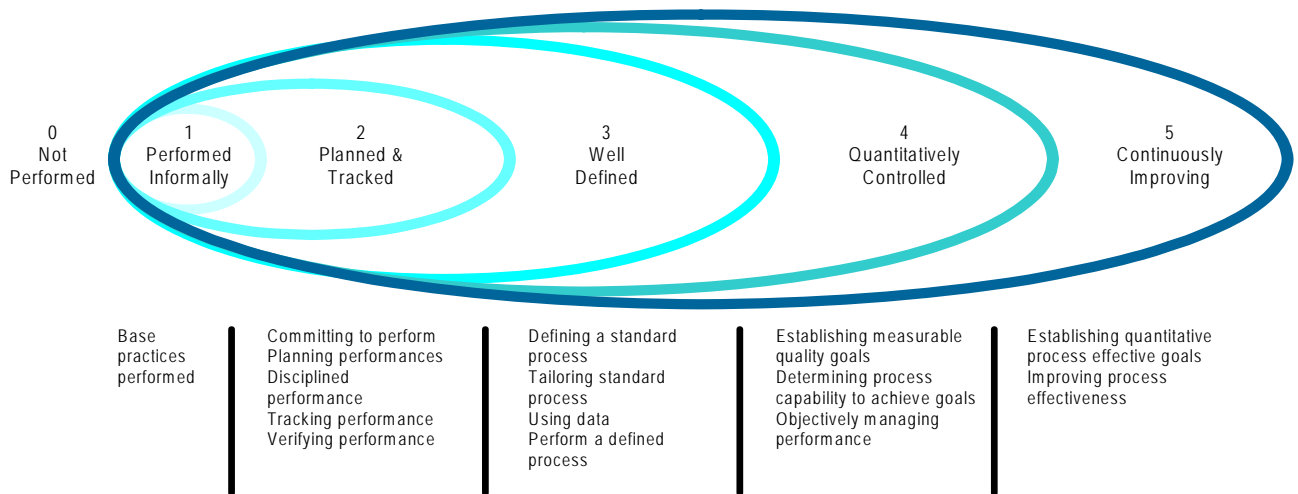 0
Not
Performed
1
Performed
Informally
2
Planned &
Tracked
3
Well
Defined
4
Quantitatively
Controlled
5
Continuously
Improving
Base
practices
performed
Committing to perform
Planning performances
Disciplined
performance
Tracking performance
Verifying performance
Defining a standard
process
Tailoring standard
process
Using data
Perform a defined
process
Establishing measurable
quality goals
Determining process
capability to achieve goals
Objectively managing
performance
Establishing quantitative
process effective goals
Improving process
effectiveness